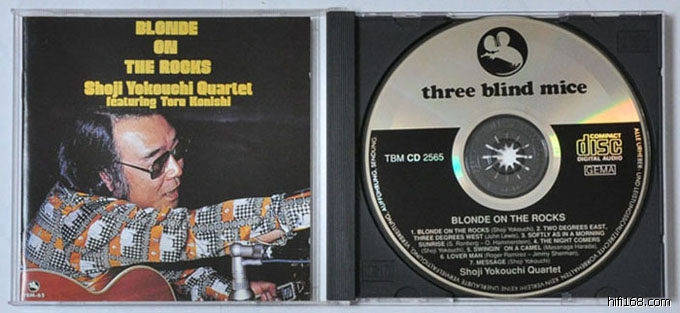 BLONDE
ON
THE ROCKS
Shoji Yokouchi Quartet
featuring Toru Konishi
TBM-63
three blind mice
TBM CD 2565
COMPACT
disc
DIGITAL AUDIO
GEMA
BLONDE ON THE ROCKS
1. BLONDE ON THE ROCKS (Shoji Yokouchi), 2. TWO DEGREES EAST,
THREE DEGREES WEST (John Lewis), 3. SOFTLY AS IN A MORNING
SUNRISE (S. Romberg - O. Hammerstein), 4. THE NIGHT COMERS
(Shoji Yokouchi), 5. SWINGIN' ON A CAMEL (Masanaga Harada),
6. LOVER MAN (Roger Ramirez - Jimmy Sherman),
7. MESSAGE (Shoji Yokouchi)
Shoji Yokouchi Quartet
hifi168.com